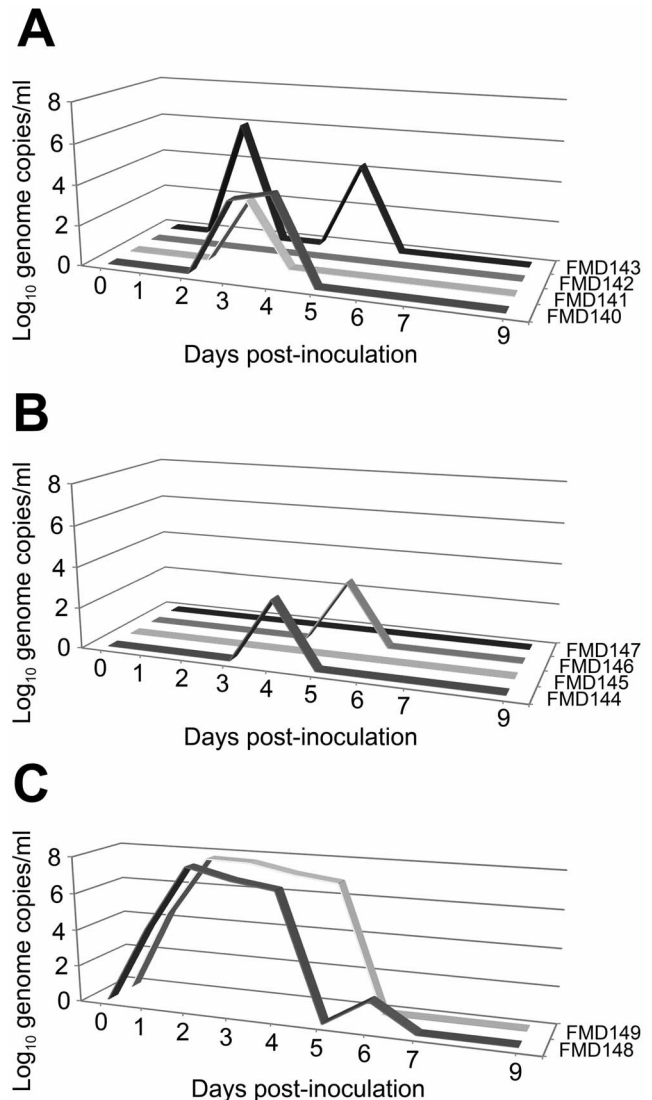 A
Log₁₀ genome copies/ml
8
6
4
2
0
0 1 2 3 4 5 6 7 9
FMD143
FMD142
FMD141
FMD140
Days post-inoculation
B
Log₁₀ genome copies/ml
8
6
4
2
0
0 1 2 3 4 5 6 7 9
FMD147
FMD146
FMD145
FMD144
Days post-inoculation
C
Log₁₀ genome copies/ml
8
6
4
2
0
0 1 2 3 4 5 6 7 9
FMD149
FMD148
Days post-inoculation